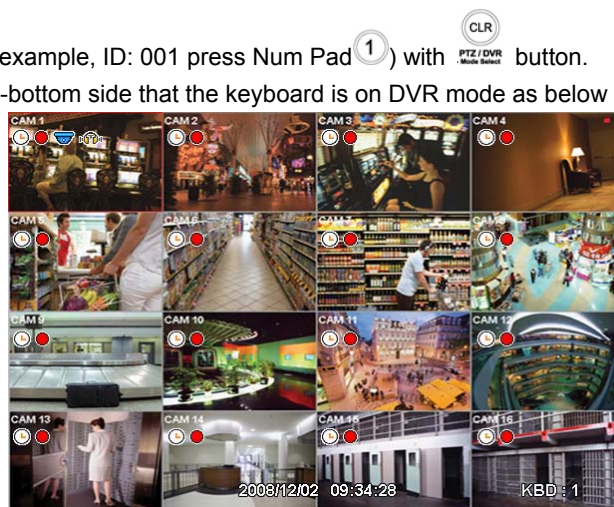 CLR
example, ID: 001 press Num Pad 1 ) with PTZ / DVR Mode Select button.
-bottom side that the keyboard is on DVR mode as below
CAM 1 CAM 2 CAM 3 CAM 4
CAM 5 CAM 6 CAM 7 CAM 8
CAM 9 CAM 10 CAM 11 CAM 12
CAM 13 CAM 14 CAM 15 CAM 16
2008/12/02 09:34:28 KBD : 1